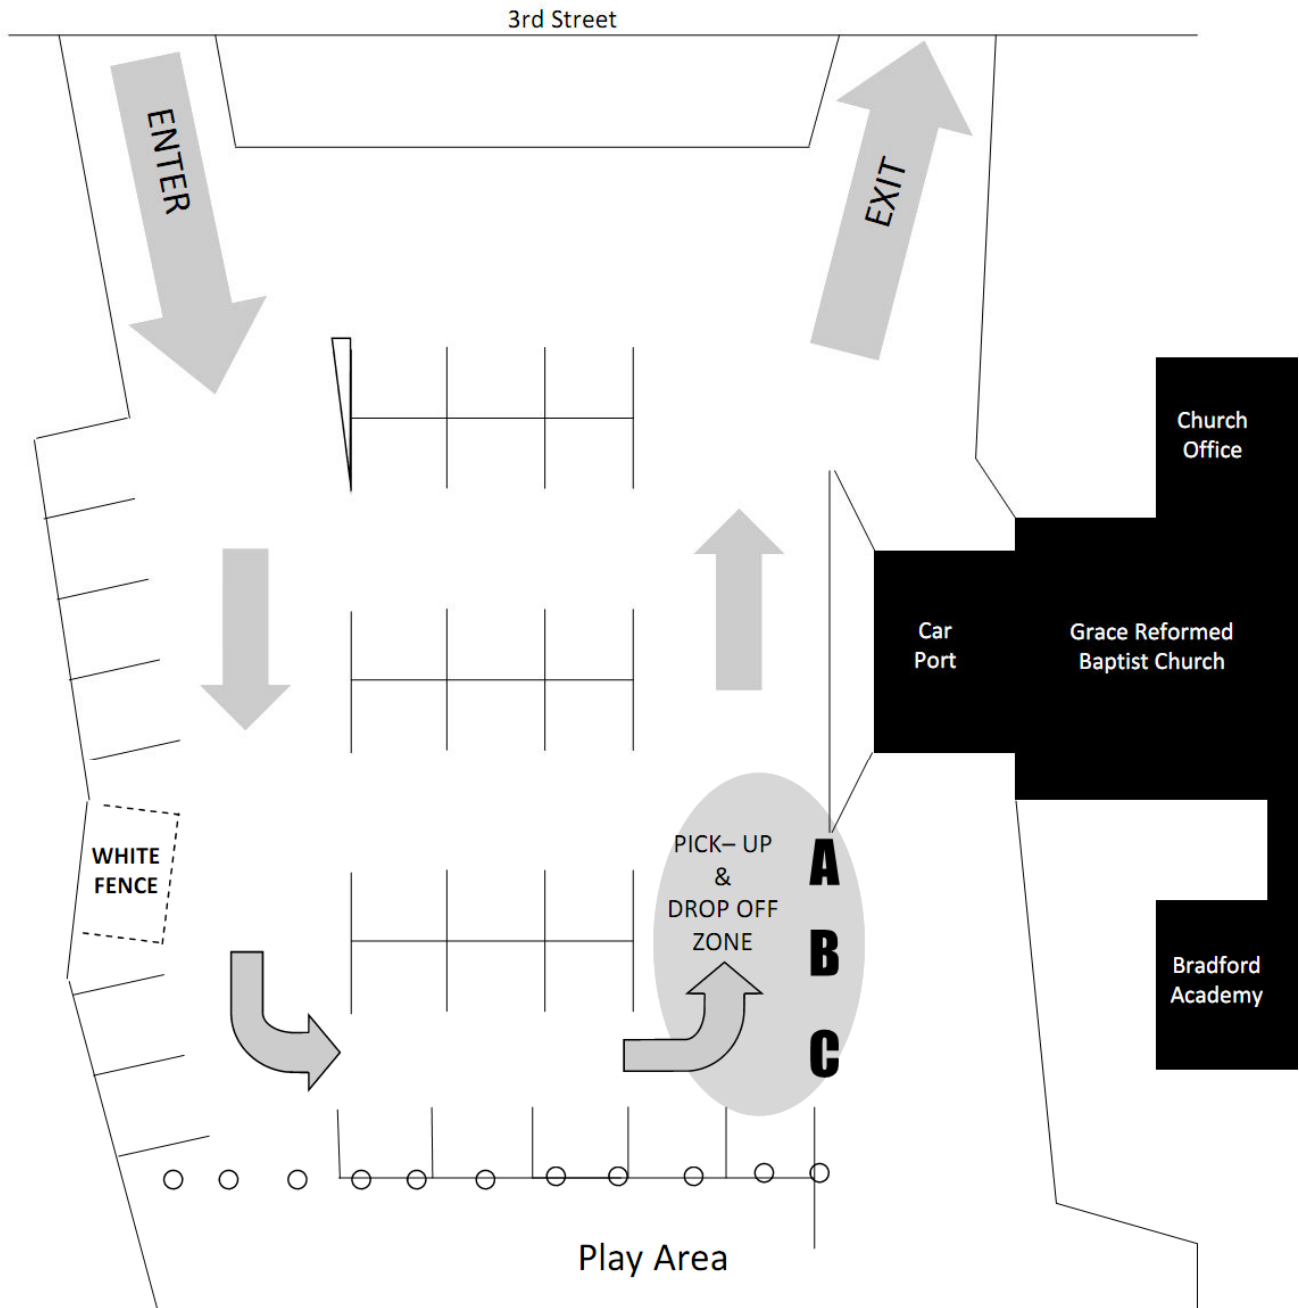 3rd Street
ENTER
EXIT
Church
Office
Car
Port
Grace Reformed
Baptist Church
PICK– UP
&
DROP OFF
ZONE
A
B
C
WHITE
FENCE
Bradford
Academy
Play Area